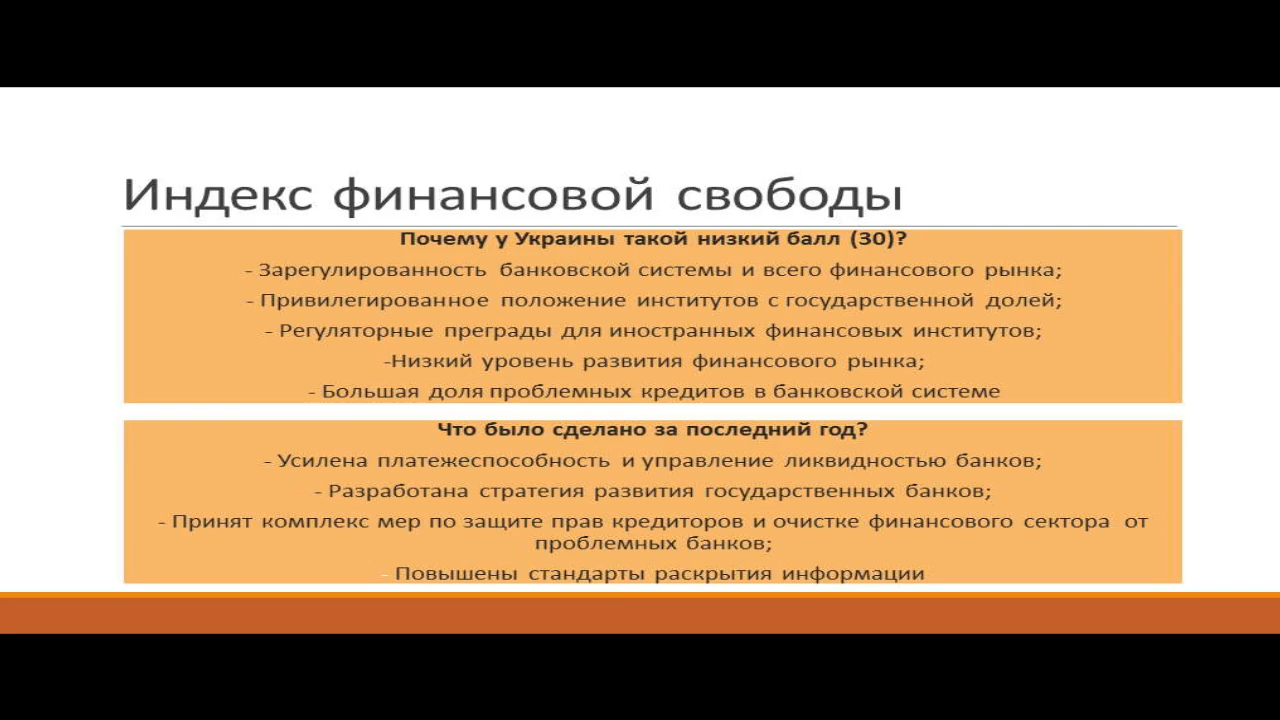 Индекс финансовой свободы
Почему у Украины такой низкий балл (30)?
- Зарегулированность банковской системы и всего финансового рынка;
- Привилегированное положение институтов с государственной долей;
- Регуляторные преграды для иностранных финансовых институтов;
-Низкий уровень развития финансового рынка;
- Большая доля проблемных кредитов в банковской системе
Что было сделано за последний год?
- Усилена платежеспособность и управление ликвидностью банков;
- Разработана стратегия развития государственных банков;
- Принят комплекс мер по защите прав кредиторов и очистке финансового сектора от
проблемных банков;
- Повышены стандарты раскрытия информации